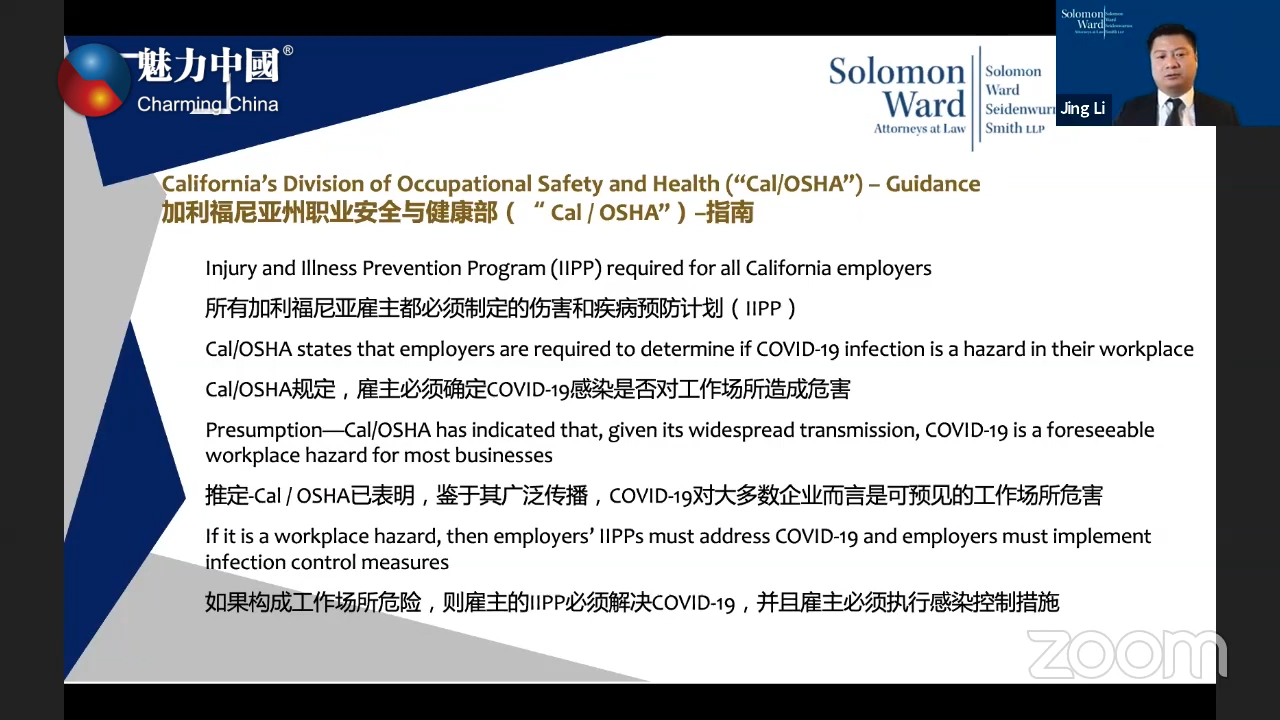 魅力中國®
Charming China
Solomon Ward
Attorneys at Law
Solomon
Ward
Seidenwurm
Smith LLP
Solomon
Ward
Attorneys at Law
Solomon
Ward
Smith LLP
Jing Li
California’s Division of Occupational Safety and Health (“Cal/OSHA”) – Guidance
加利福尼亚州职业安全与健康部（ “ Cal / OSHA”）–指南
Injury and Illness Prevention Program (IIPP) required for all California employers
所有加利福尼亚雇主都必须制定的伤害和疾病预防计划（IIPP）
Cal/OSHA states that employers are required to determine if COVID-19 infection is a hazard in their workplace
Cal/OSHA规定，雇主必须确定COVID-19感染是否对工作场所造成危害
Presumption—Cal/OSHA has indicated that, given its widespread transmission, COVID-19 is a foreseeable
workplace hazard for most businesses
推定-Cal / OSHA已表明，鉴于其广泛传播，COVID-19对大多数企业而言是可预见的工作场所危害
If it is a workplace hazard, then employers’ IIPPs must address COVID-19 and employers must implement
infection control measures
如果构成工作场所危险，则雇主的IIPP必须解决COVID-19，并且雇主必须执行感染控制措施
zoom